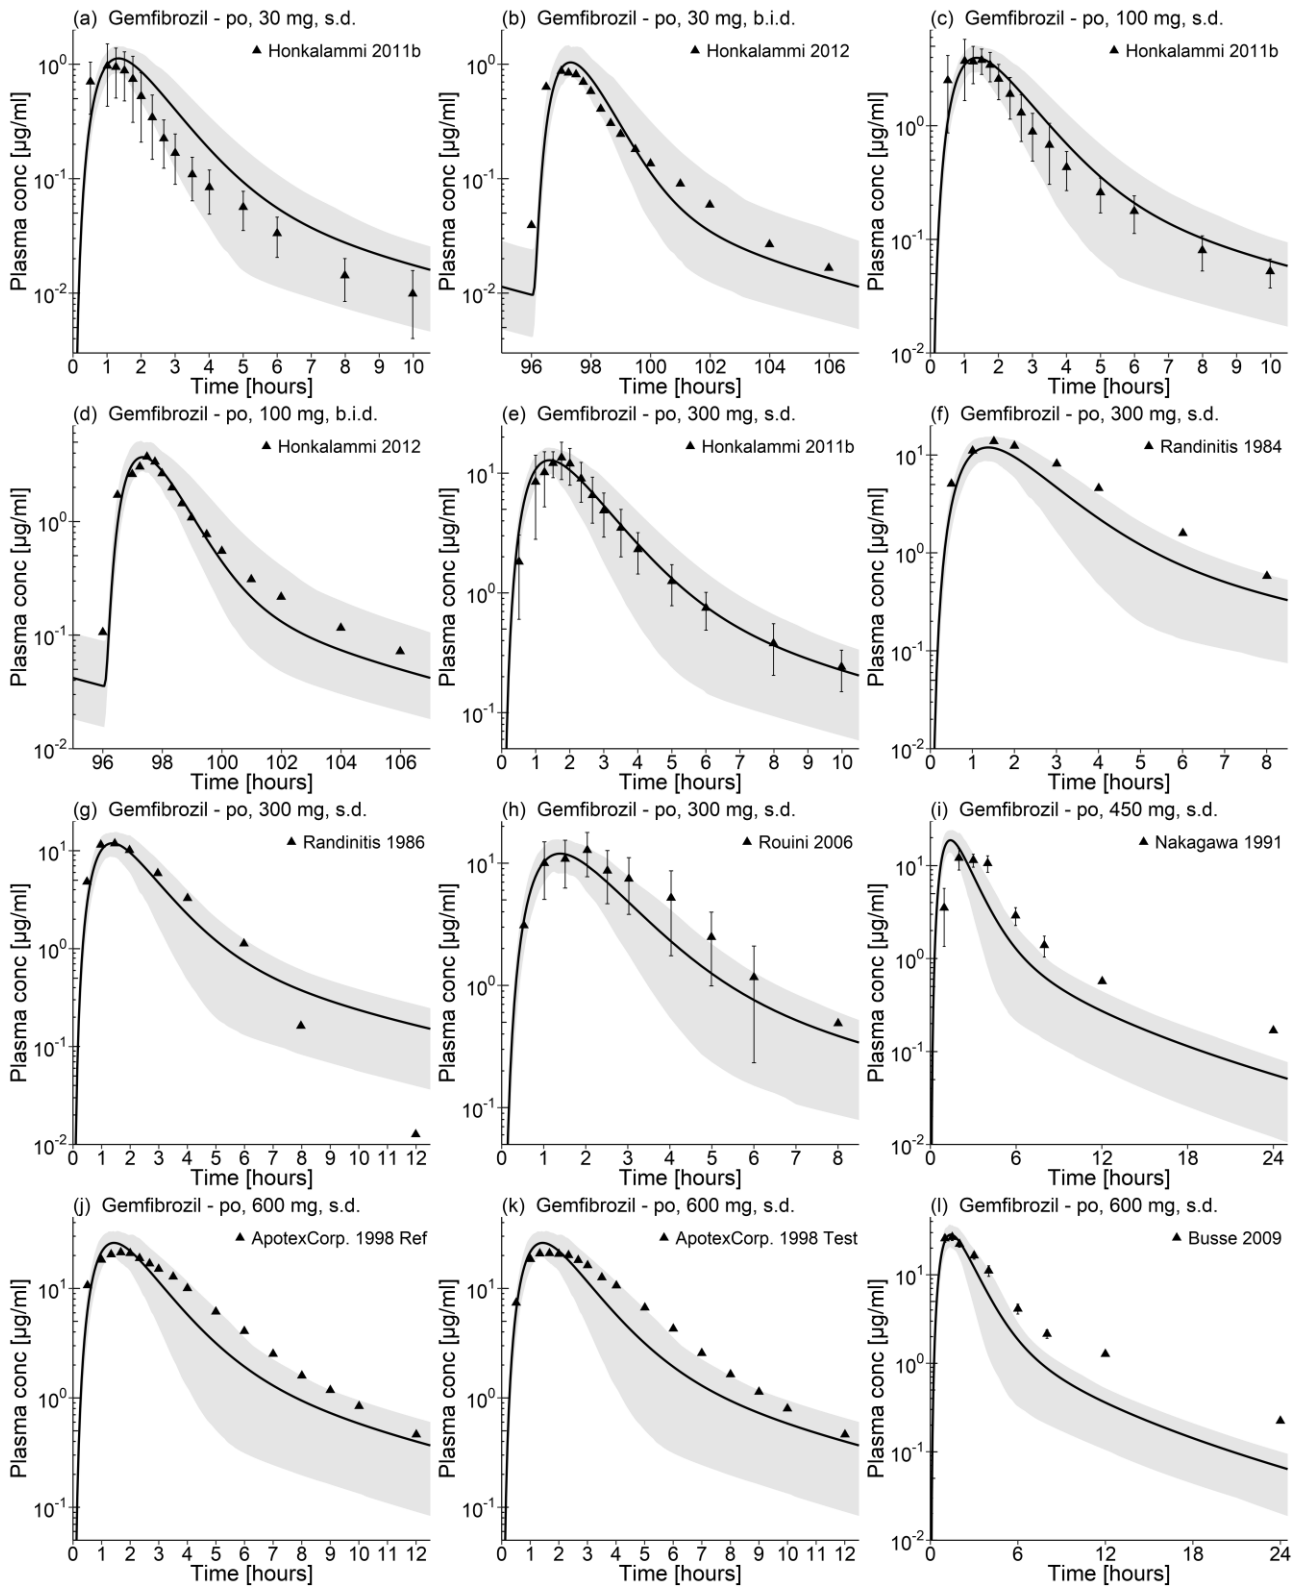 (a) Gemfibrozil - po, 30 mg, s.d.
▲ Honkalammi 2011b
Plasma conc [µg/ml]
10⁰
10⁻¹
10⁻²
0 1 2 3 4 5 6 7 8 9 10
Time [hours]
(b) Gemfibrozil - po, 30 mg, b.i.d.
▲ Honkalammi 2012
Plasma conc [µg/ml]
10⁰
10⁻¹
10⁻²
96 98 100 102 104 106
Time [hours]
(c) Gemfibrozil - po, 100 mg, s.d.
▲ Honkalammi 2011b
Plasma conc [µg/ml]
10⁰
10⁻¹
10⁻²
0 1 2 3 4 5 6 7 8 9 10
Time [hours]
(d) Gemfibrozil - po, 100 mg, b.i.d.
▲ Honkalammi 2012
Plasma conc [µg/ml]
10⁰
10⁻¹
10⁻²
96 98 100 102 104 106
Time [hours]
(e) Gemfibrozil - po, 300 mg, s.d.
▲ Honkalammi 2011b
Plasma conc [µg/ml]
10¹
10⁰
10⁻¹
0 1 2 3 4 5 6 7 8 9 10
Time [hours]
(f) Gemfibrozil - po, 300 mg, s.d.
▲ Randinitis 1984
Plasma conc [µg/ml]
10¹
10⁰
10⁻¹
10⁻²
0 1 2 3 4 5 6 7 8
Time [hours]
(g) Gemfibrozil - po, 300 mg, s.d.
▲ Randinitis 1986
Plasma conc [µg/ml]
10¹
10⁰
10⁻¹
10⁻²
0 1 2 3 4 5 6 7 8 9 10 11 12
Time [hours]
(h) Gemfibrozil - po, 300 mg, s.d.
▲ Rouini 2006
Plasma conc [µg/ml]
10¹
10⁰
10⁻¹
0 1 2 3 4 5 6 7 8
Time [hours]
(i) Gemfibrozil - po, 450 mg, s.d.
▲ Nakagawa 1991
Plasma conc [µg/ml]
10¹
10⁰
10⁻¹
10⁻²
0 6 12 18 24
Time [hours]
(j) Gemfibrozil - po, 600 mg, s.d.
▲ ApotexCorp. 1998 Ref
Plasma conc [µg/ml]
10¹
10⁰
10⁻¹
0 1 2 3 4 5 6 7 8 9 10 11 12
Time [hours]
(k) Gemfibrozil - po, 600 mg, s.d.
▲ ApotexCorp. 1998 Test
Plasma conc [µg/ml]
10¹
10⁰
10⁻¹
0 1 2 3 4 5 6 7 8 9 10 11 12
Time [hours]
(l) Gemfibrozil - po, 600 mg, s.d.
▲ Busse 2009
Plasma conc [µg/ml]
10¹
10⁰
10⁻¹
10⁻²
0 6 12 18 24
Time [hours]